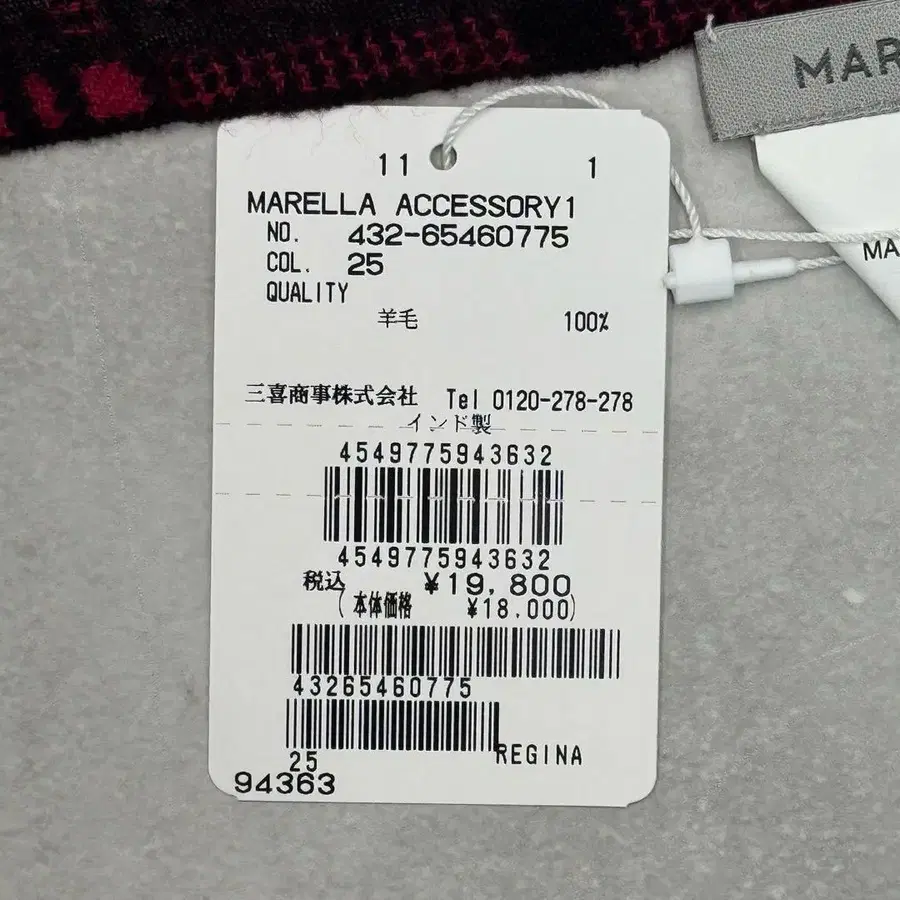 MAR
11 1
MARELLA ACCESSORY1
NO. 432-65460775
MA
COL. 25
QUALITY
羊毛 100%
三喜商事株式会社 Tel 0120-278-278
インド製
4549775943632
4549775943632
税込 ¥19,800
(本体価格 ¥18,000)
43265460775
25 REGINA
94363